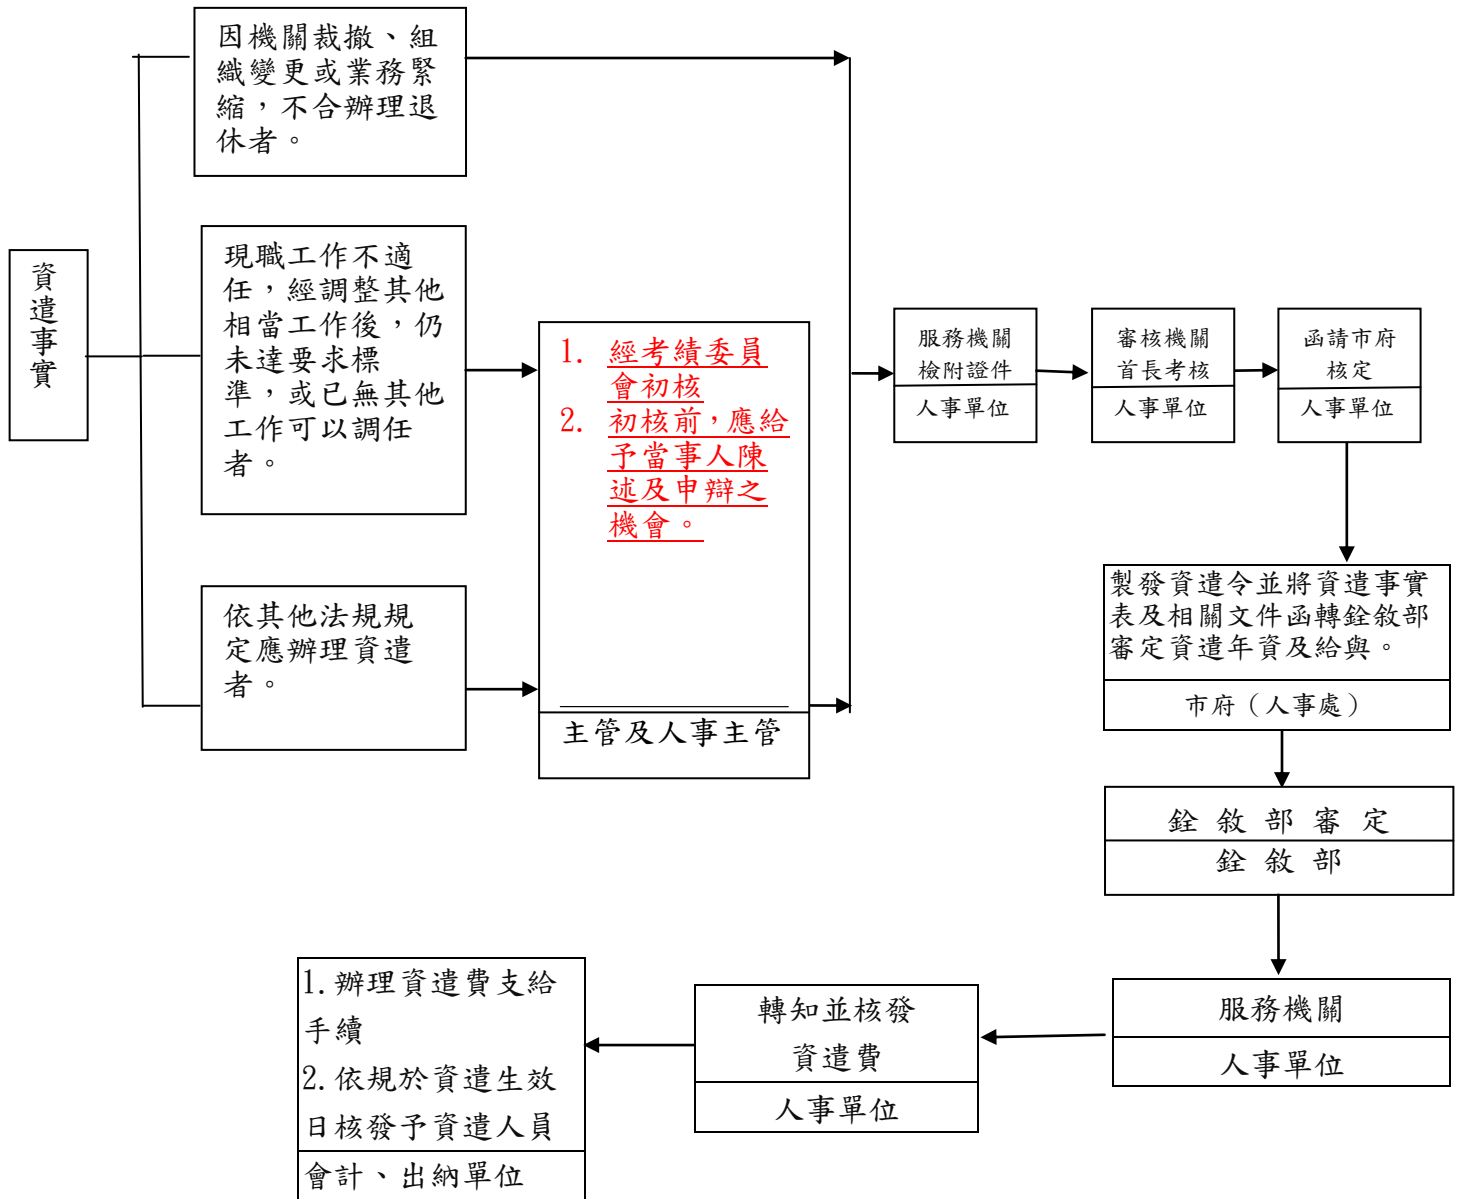 資遣事實
因機關裁撤、組
織變更或業務緊
縮，不合辦理退
休者。
現職工作不適
任，經調整其他
相當工作後，仍
未達要求標
準，或已無其他
工作可以調任
者。
依其他法規規
定應辦理資遣
者。
1. 經考績委員
會初核
2. 初核前，應給
予當事人陳
述及申辯之
機會。
主管及人事主管
服務機關
檢附證件
人事單位
審核機關
首長考核
人事單位
函請市府
核定
人事單位
製發資遣令並將資遣事實
表及相關文件函轉銓敘部
審定資遣年資及給與。
市府（人事處）
銓敘部審定
銓敘部
服務機關
人事單位
轉知並核發
資遣費
人事單位
1.辦理資遣費支給
手續
2.依規於資遣生效
日核發予資遣人員
會計、出納單位